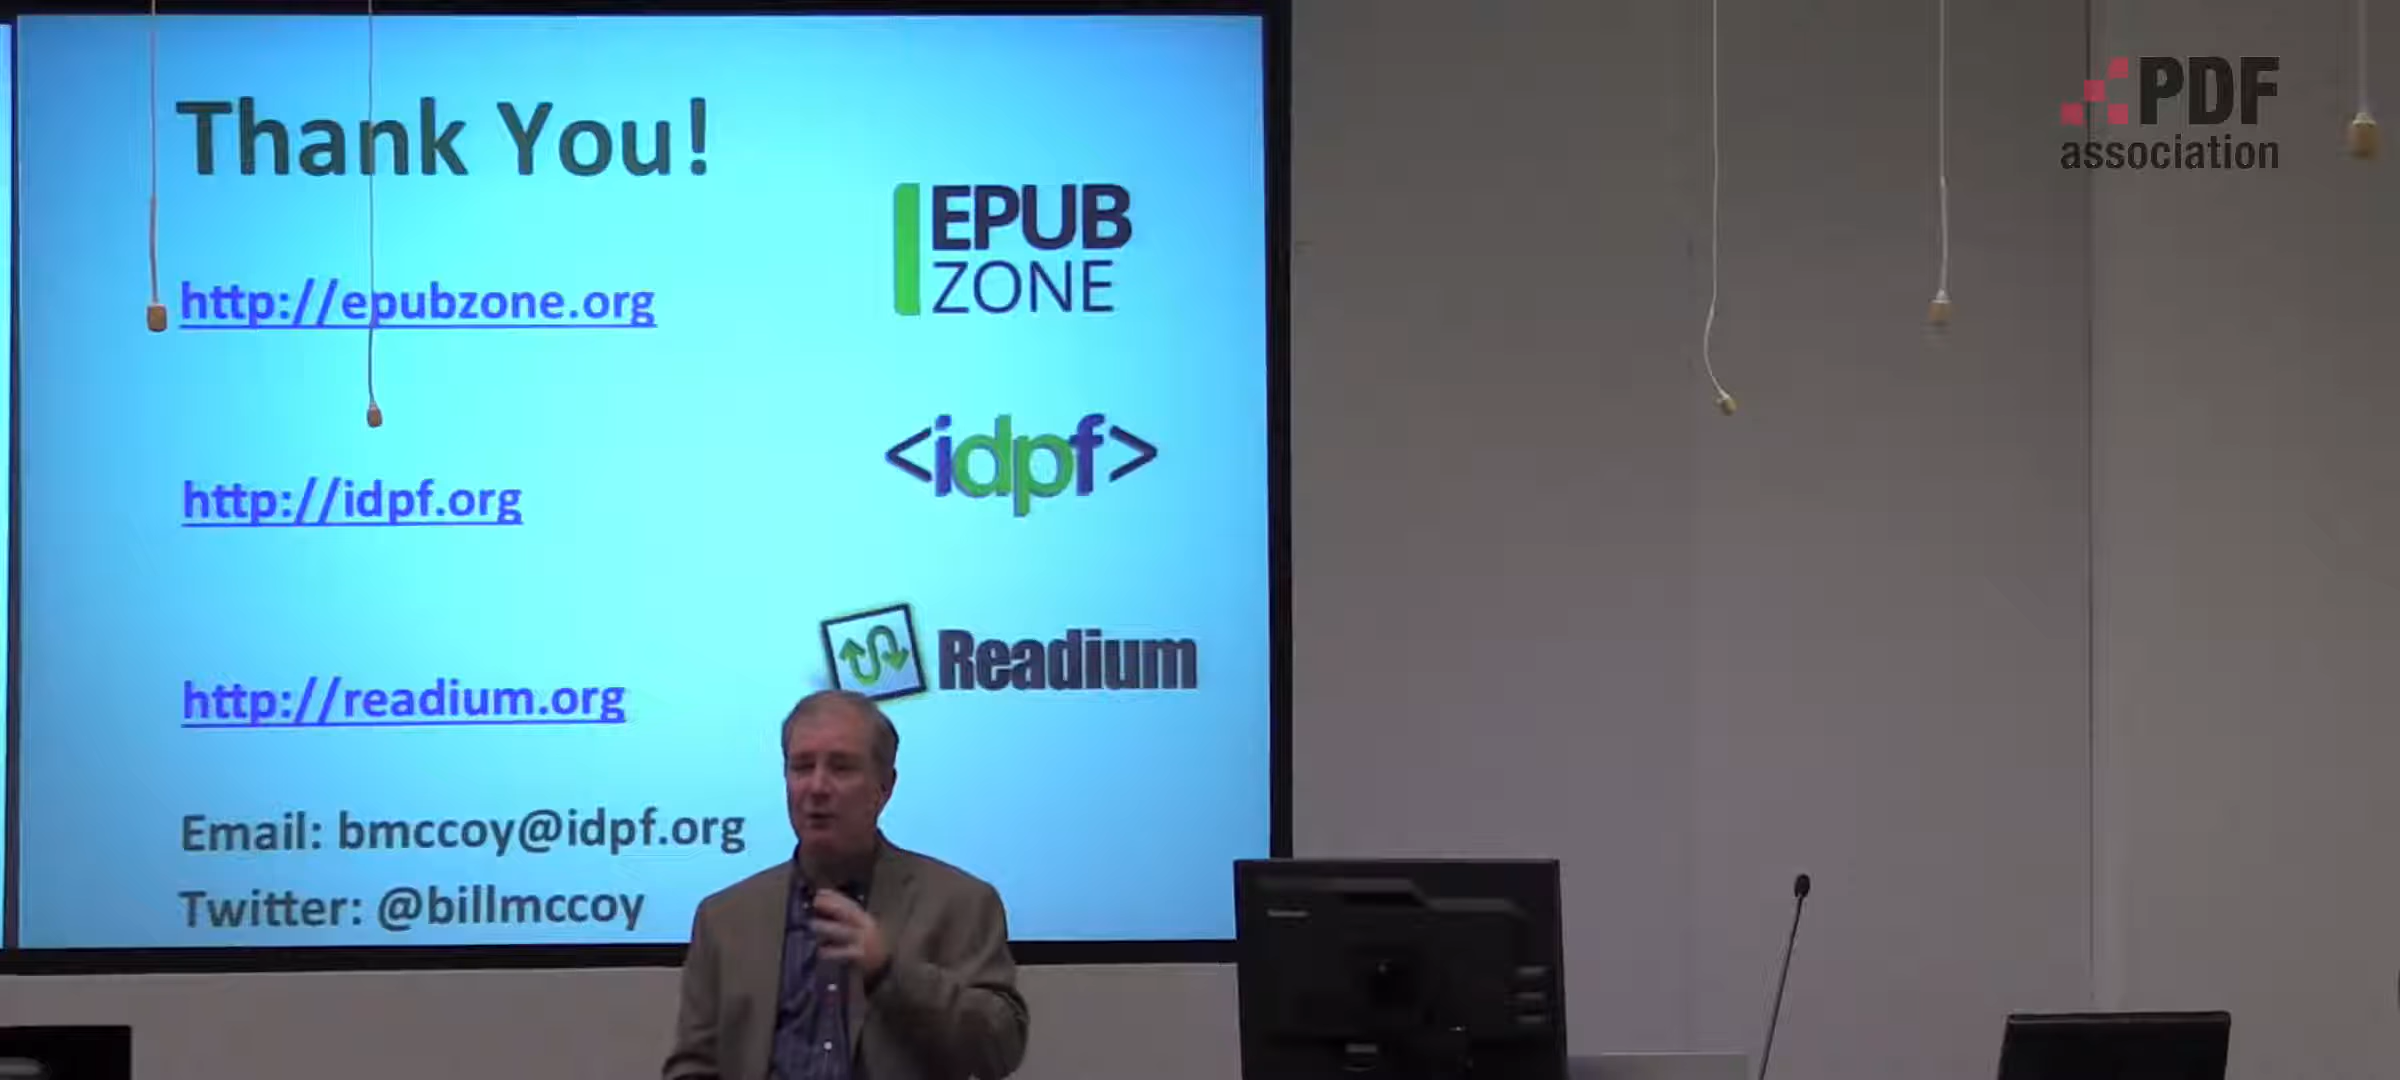 Thank You!
http://epubzone.org
EPUB
ZONE
http://idpf.org
<idpf>
http://readium.org
Readium
Email: bmccoy@idpf.org
Twitter: @billmccoy
PDF
association